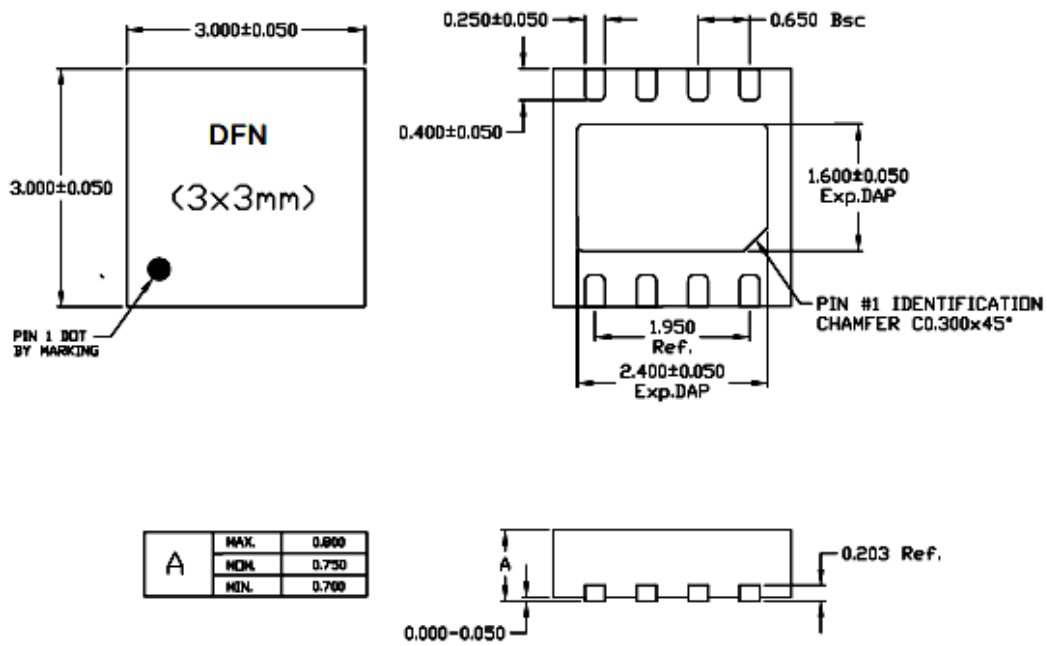 3.000±0.050
0.250±0.050
0.650 Bsc
DFN
(3x3mm)
3.000±0.050
0.400±0.050
1.600±0.050
Exp.DAP
PIN 1 DOT
BY MARKING
PIN #1 IDENTIFICATION
CHAMFER C0.300x45°
1.950
Ref.
2.400±0.050
Exp.DAP
A
MAX. 0.800
NOM. 0.750
MIN. 0.700
A
0.203 Ref.
0.000-0.050